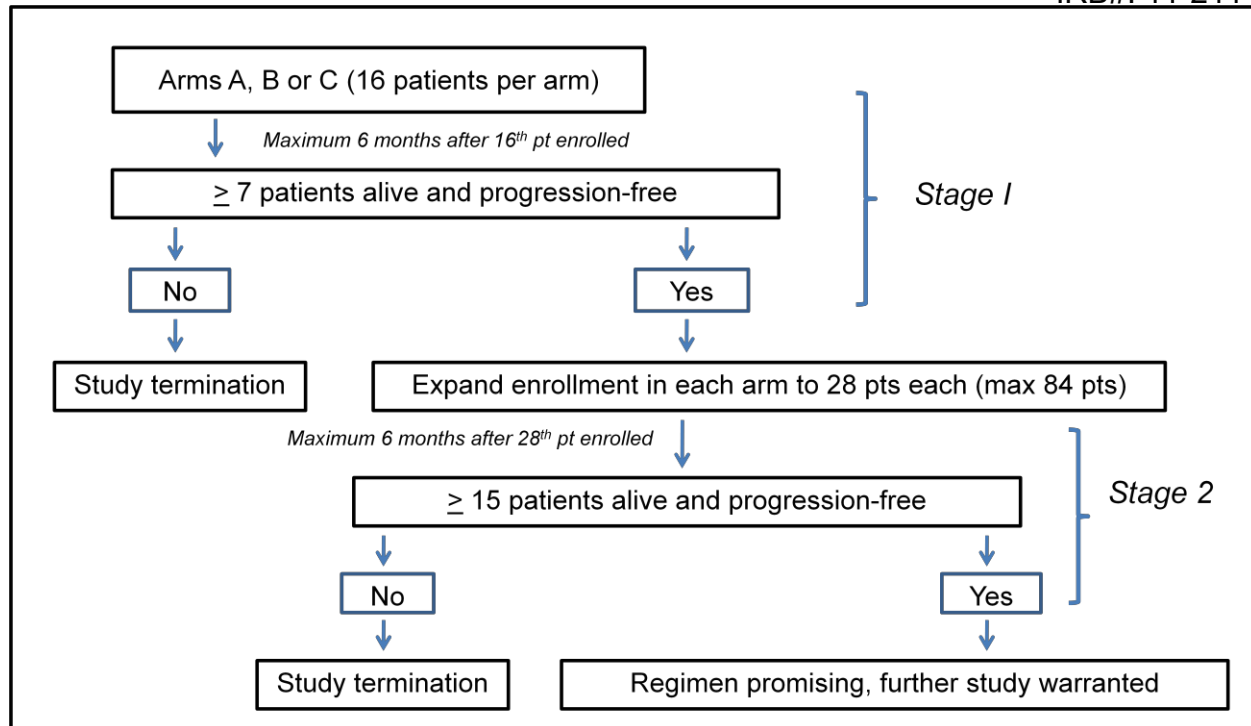 Arms A, B or C (16 patients per arm)
Maximum 6 months after 16th pt enrolled
≥ 7 patients alive and progression-free
Stage I
No
Yes
Study termination
Expand enrollment in each arm to 28 pts each (max 84 pts)
Maximum 6 months after 28th pt enrolled
≥ 15 patients alive and progression-free
Stage 2
No
Yes
Study termination
Regimen promising, further study warranted